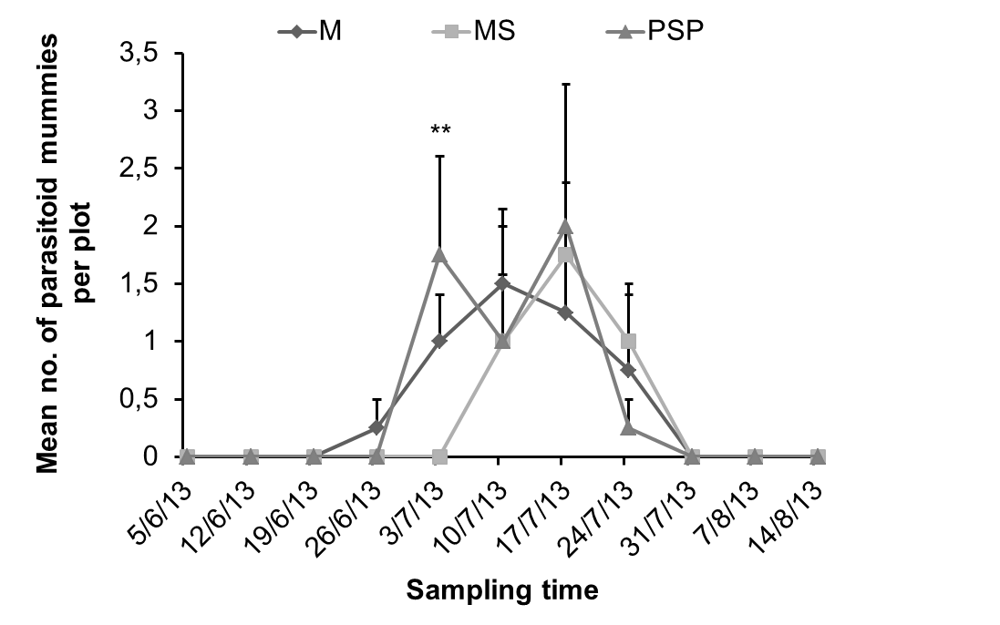 M MS PSP
Mean no. of parasitoid mummies
per plot
3,5
3
2,5
2
1,5
1
0,5
0
**
5/6/13 12/6/13 19/6/13 26/6/13 3/7/13 10/7/13 17/7/13 24/7/13 31/7/13 7/8/13 14/8/13
Sampling time